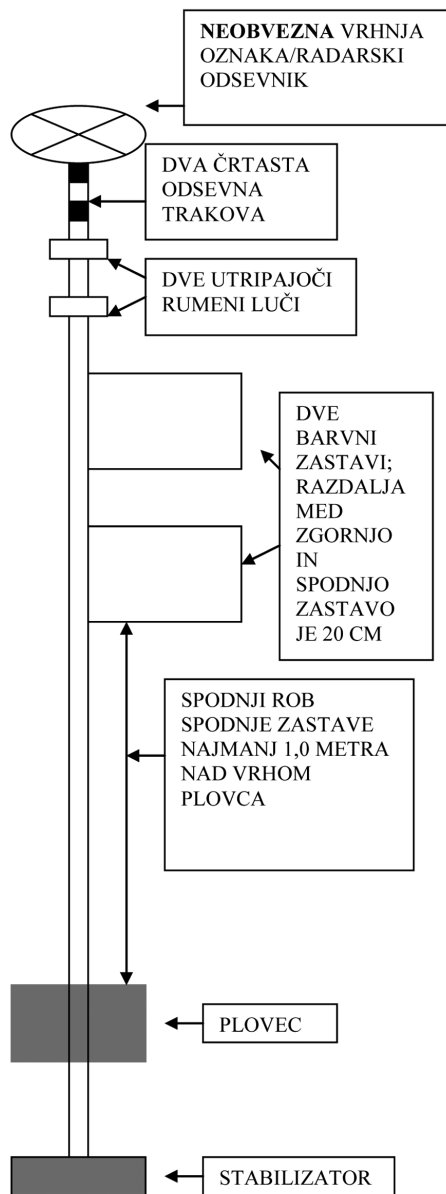 NEOBVEZNA VRHNJA
OZNAKA/RADARSKI
ODSEVNIK
DVA ČRTASTA
ODSEVNA
TRAKOVA
DVE UTRIPAJOČI
RUMENI LUČI
DVE
BARVNI
ZASTAVI;
RAZDALJA
MED
ZGORNJO
IN
SPODNJO
ZASTAVO
JE 20 CM
SPODNJI ROB
SPODNJE ZASTAVE
NAJMANJ 1,0 METRA
NAD VRHOM
PLOVCA
PLOVEC
STABILIZATOR